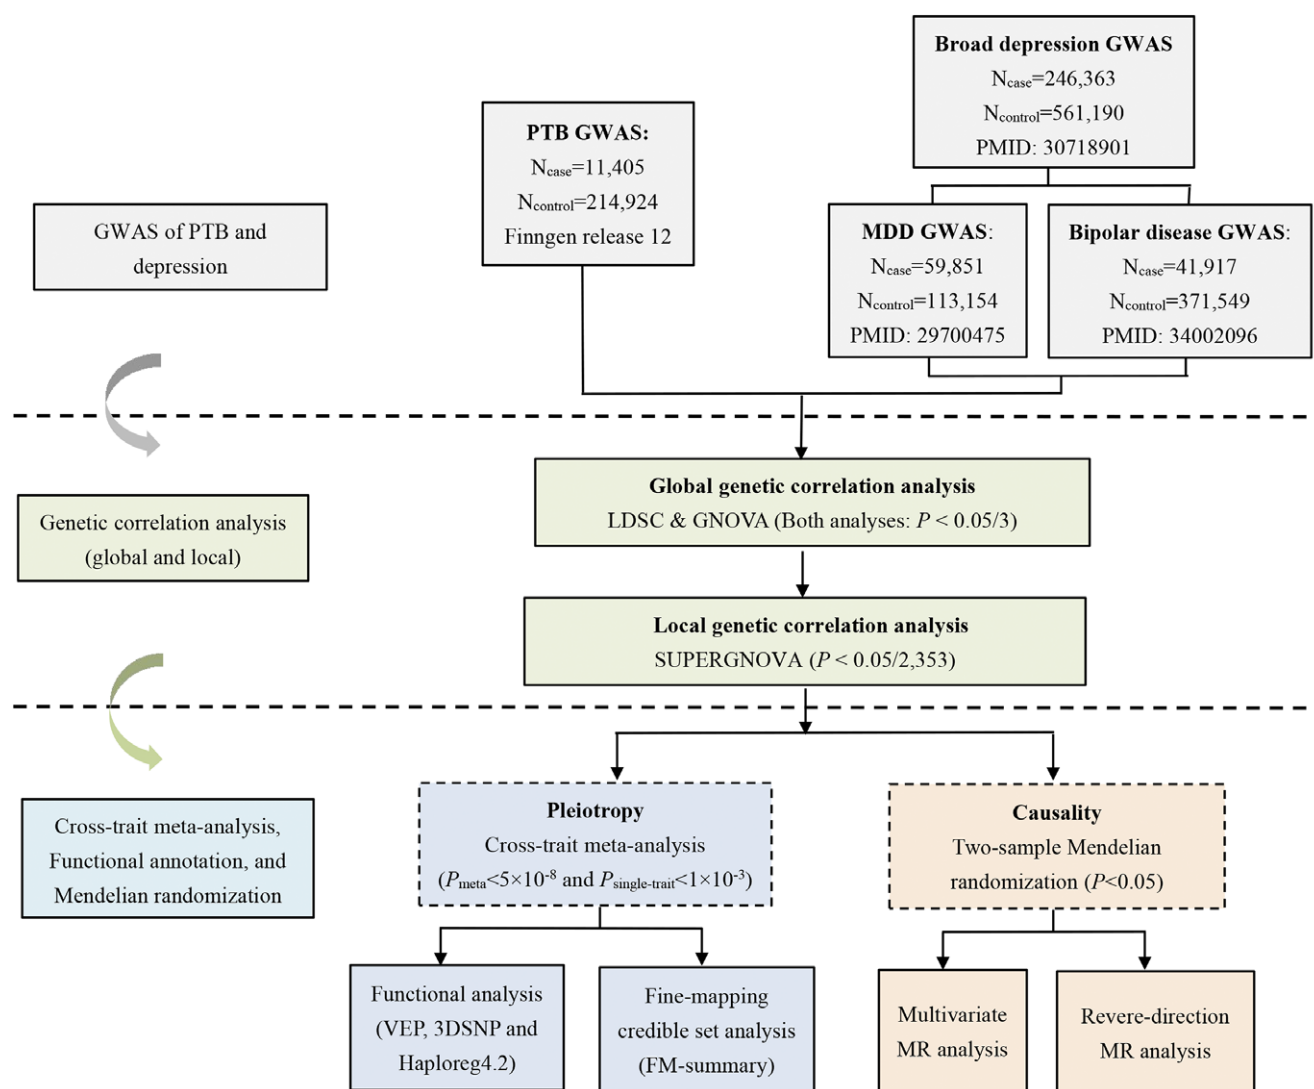 Broad depression GWAS
Ncase=246,363
Ncontrol=561,190
PMID: 30718901
PTB GWAS:
Ncase=11,405
Ncontrol=214,924
Finngen release 12
GWAS of PTB and
depression
MDD GWAS:
Ncase=59,851
Ncontrol=113,154
PMID: 29700475
Bipolar disease GWAS:
Ncase=41,917
Ncontrol=371,549
PMID: 34002096
Genetic correlation analysis
(global and local)
Global genetic correlation analysis
LDSC & GNOVA (Both analyses: P < 0.05/3)
Local genetic correlation analysis
SUPERGNOVA (P < 0.05/2,353)
Cross-trait meta-analysis,
Functional annotation, and
Mendelian randomization
Pleiotropy
Cross-trait meta-analysis
(Pmeta<5×10-8 and Psingle-trait<1×10-3)
Causality
Two-sample Mendelian
randomization (P<0.05)
Functional analysis
(VEP, 3DSNP and
Haploreg4.2)
Fine-mapping
credible set analysis
(FM-summary)
Multivariate
MR analysis
Revere-direction
MR analysis